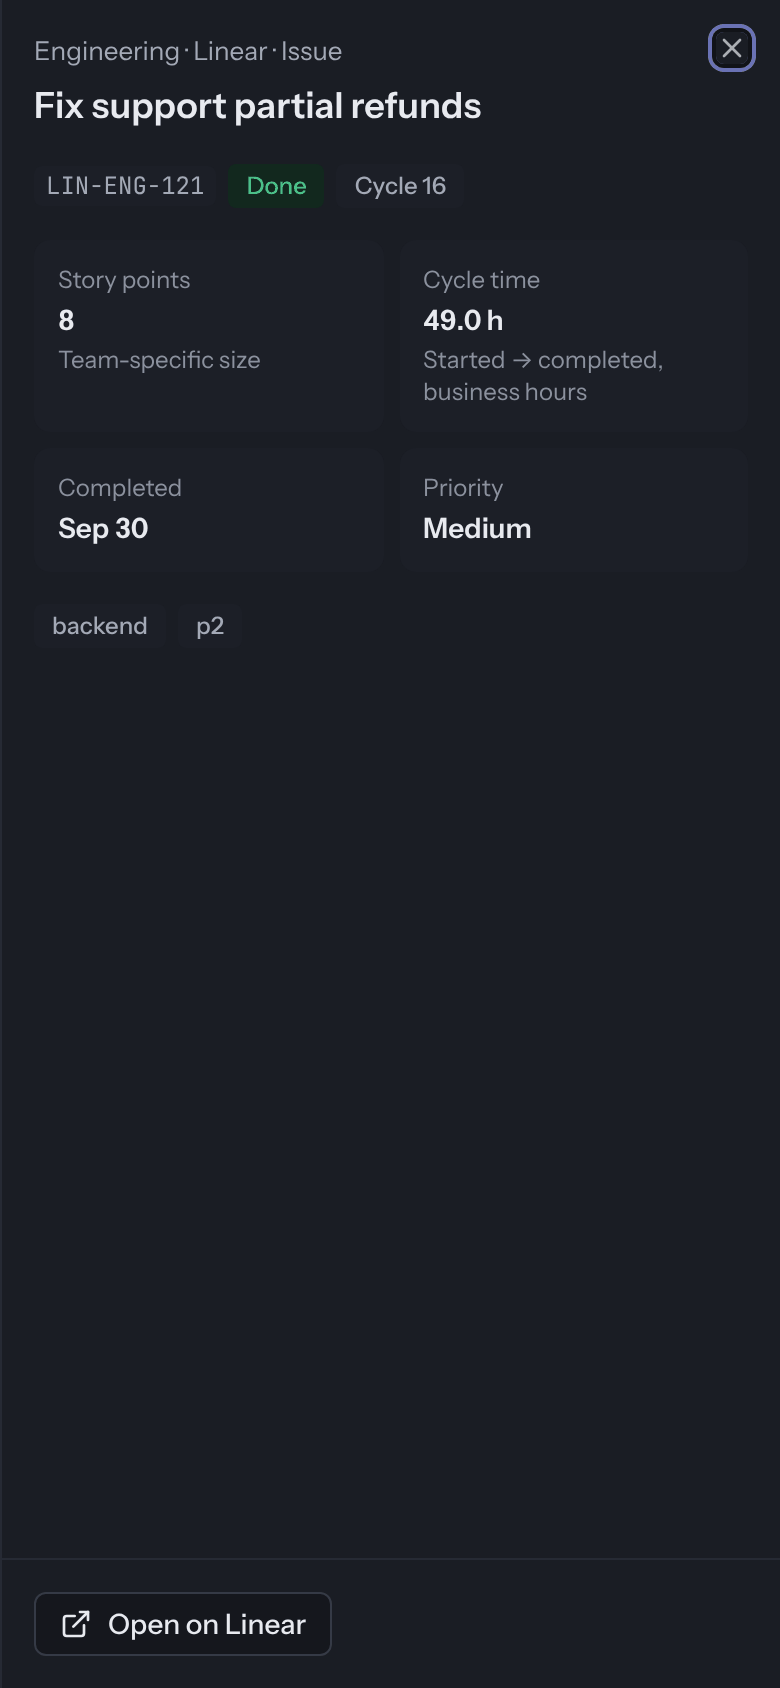 Engineering · Linear · Issue
Fix support partial refunds
LIN-ENG-121 Done Cycle 16
Story points
8
Team-specific size
Cycle time
49.0 h
Started → completed,
business hours
Completed
Sep 30
Priority
Medium
backend p2
Open on Linear